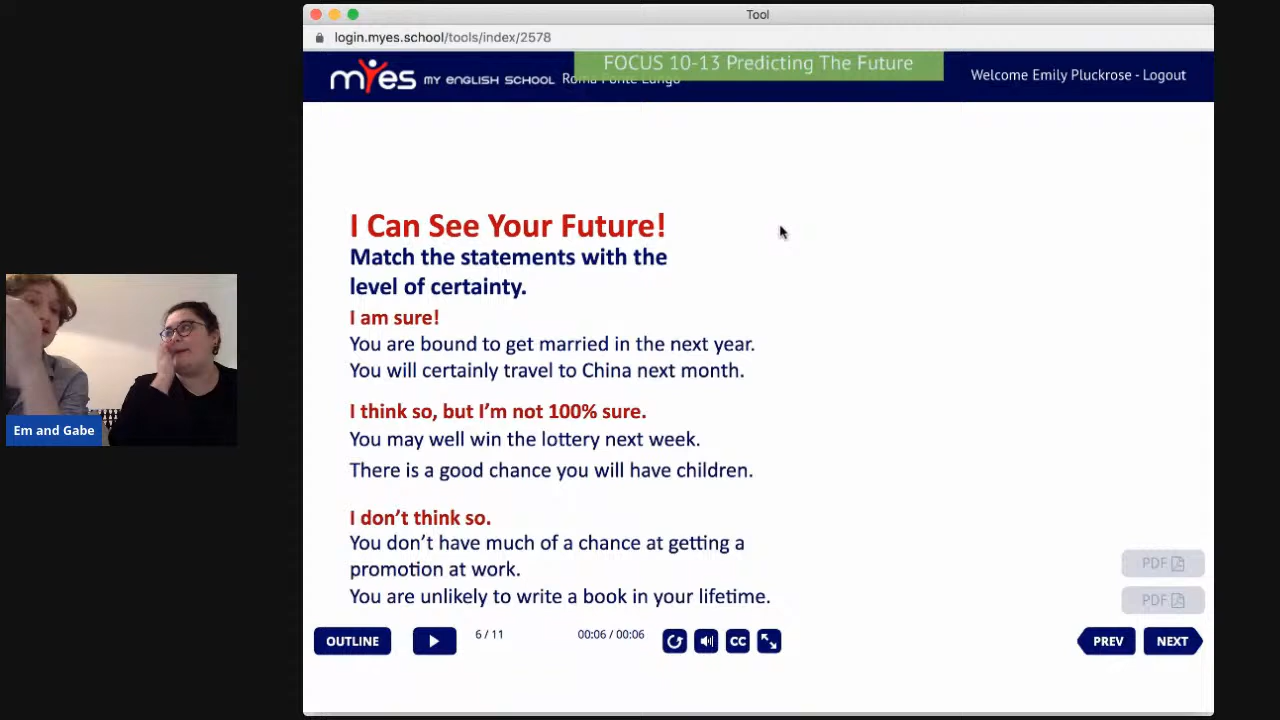 Tool
login.myes.school/tools/index/2578
FOCUS 10-13 Predicting The Future
myes MY ENGLISH SCHOOL Roma Ponte Lungo
Welcome Emily Pluckrose - Logout
I Can See Your Future!
Match the statements with the
level of certainty.
I am sure!
You are bound to get married in the next year.
You will certainly travel to China next month.
I think so, but I’m not 100% sure.
You may well win the lottery next week.
There is a good chance you will have children.
I don’t think so.
You don’t have much of a chance at getting a
promotion at work.
You are unlikely to write a book in your lifetime.
Em and Gabe
PDF
PDF
OUTLINE
6 / 11
00:06 / 00:06
CC
PREV
NEXT